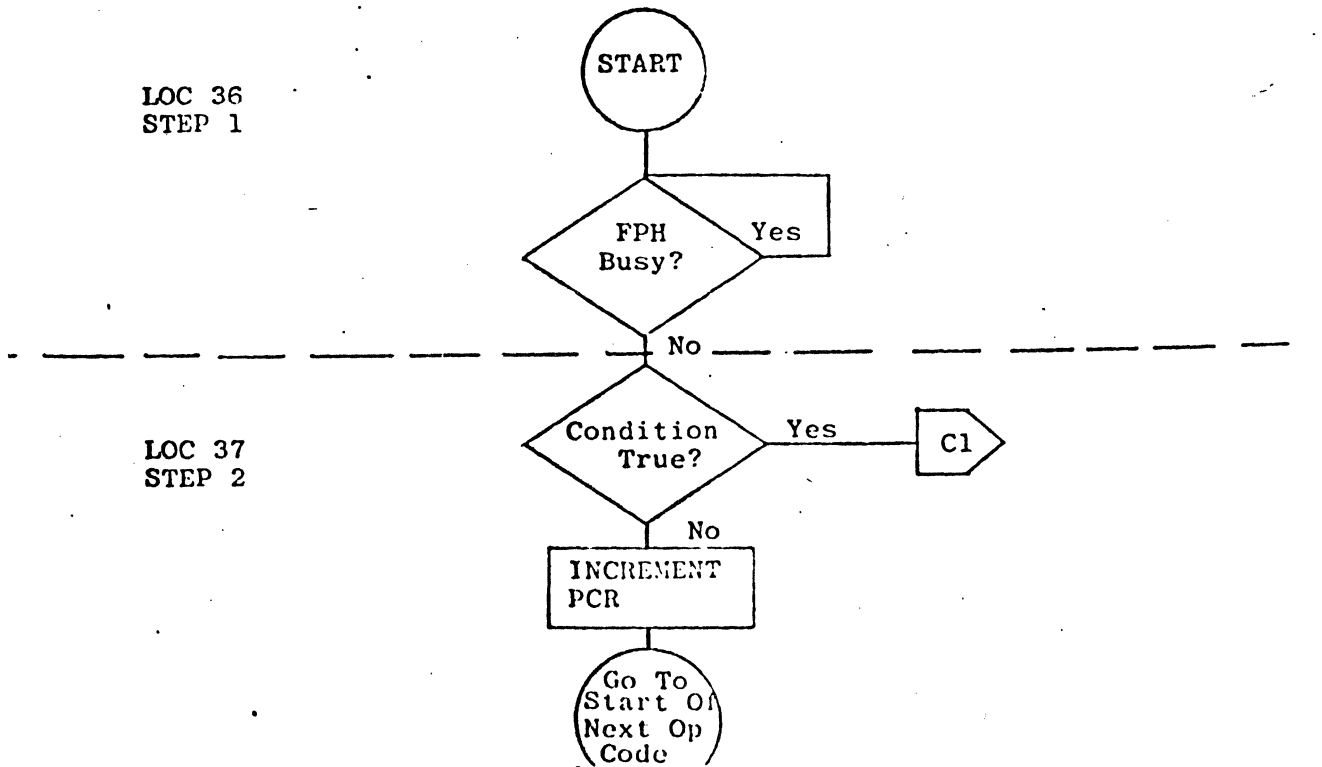 START
LOC 36
STEP 1
FPH
Busy?
Yes
No
Condition
True?
Yes
C1
LOC 37
STEP 2
No
INCREMENT
PCR
Go To
Start Of
Next Op
Code